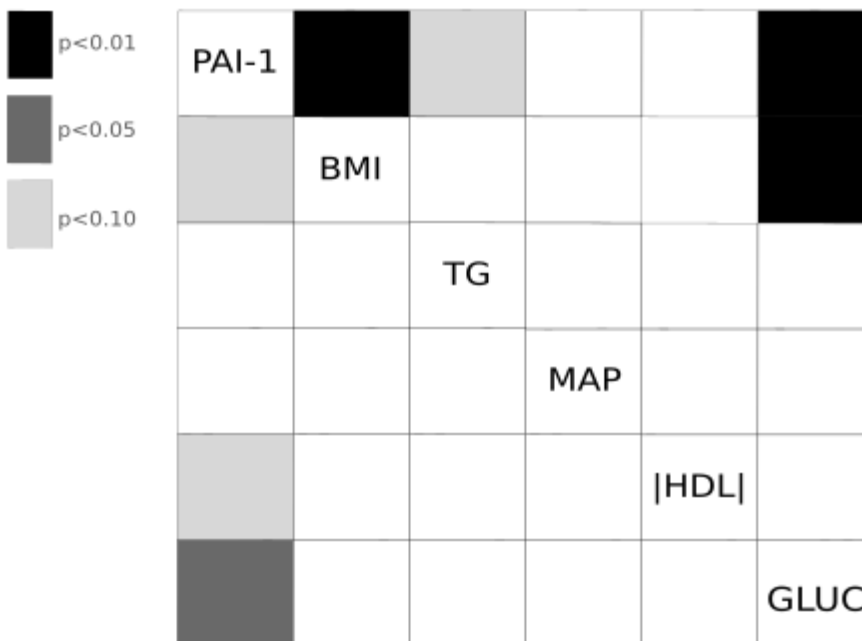 p<0.01
p<0.05
p<0.10
PAI-1
BMI
TG
MAP
|HDL|
GLUC